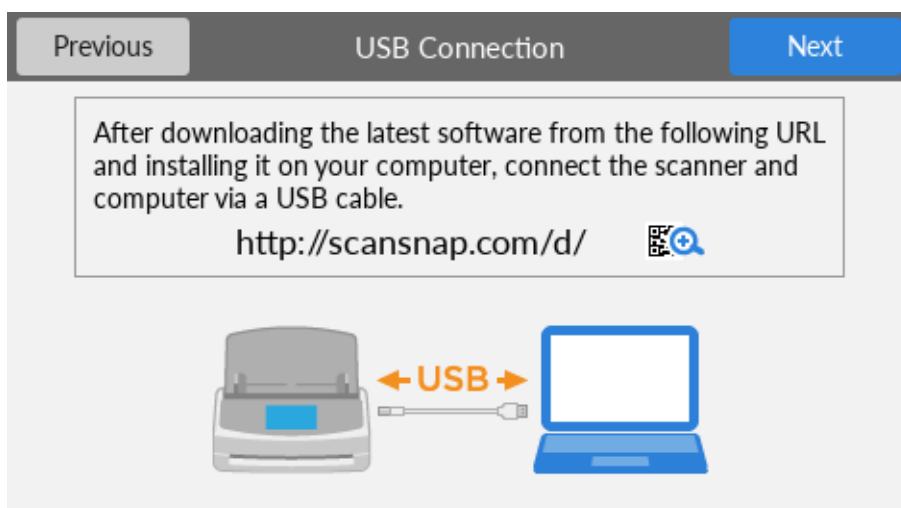 Previous
USB Connection
Next
After downloading the latest software from the following URL
and installing it on your computer, connect the scanner and
computer via a USB cable.
http://scansnap.com/d/
USB